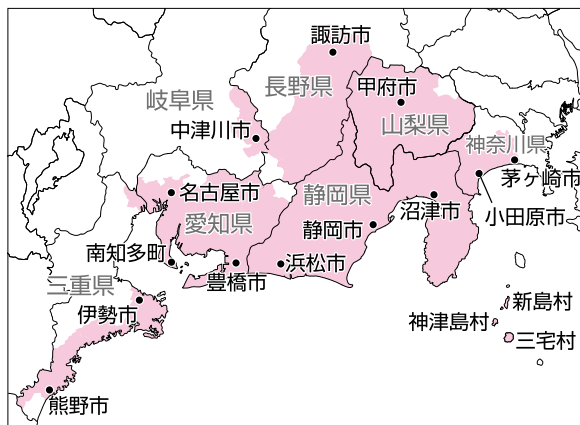 諏訪市
長野県
甲府市
岐阜県
山梨県
中津川市
神奈川県
茅ヶ崎市
名古屋市
静岡県
沼津市
小田原市
愛知県
静岡市
南知多町
豊橋市
浜松市
三重県
伊勢市
新島村
神津島村
三宅村
熊野市